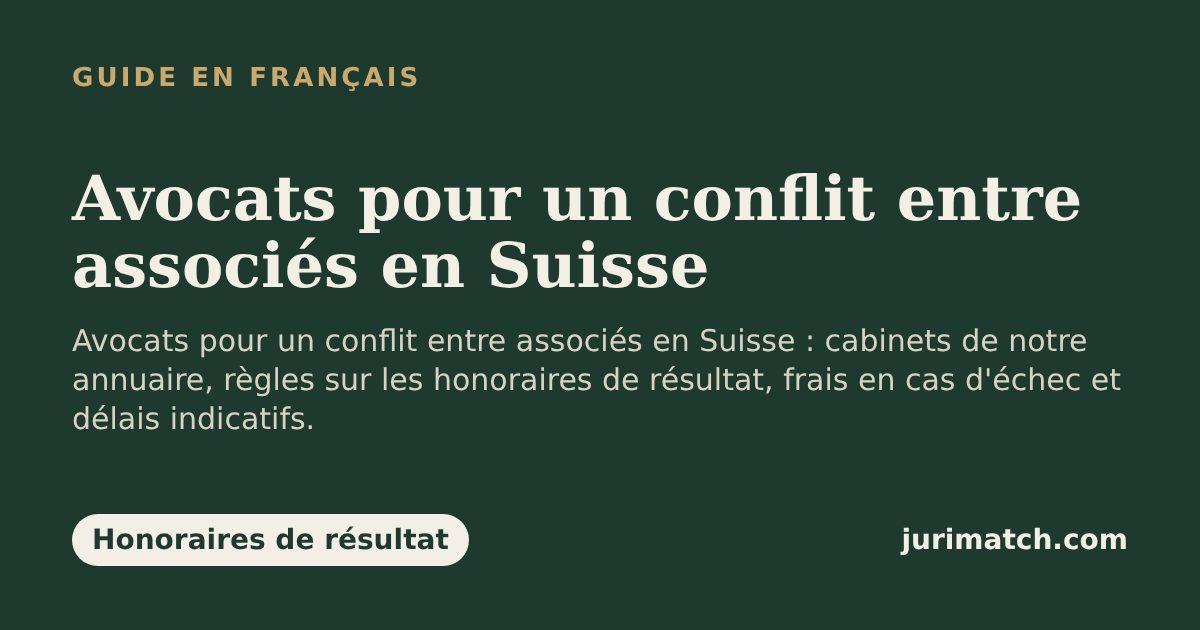 GUIDE EN FRANÇAIS
Avocats pour un conflit entre
associés en Suisse
Avocats pour un conflit entre associés en Suisse : cabinets de notre
annuaire, règles sur les honoraires de résultat, frais en cas d'échec et
délais indicatifs.
Honoraires de résultat
jurimatch.com